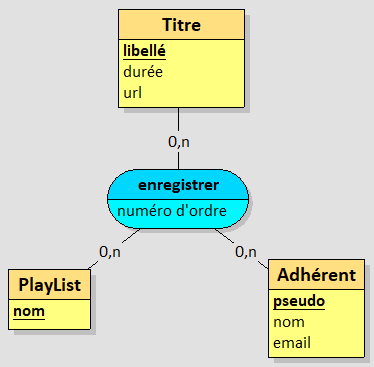 Titre
libellé
durée
url
0,n
enregistrer
numéro d'ordre
0,n
0,n
PlayList
nom
Adhérent
pseudo
nom
email